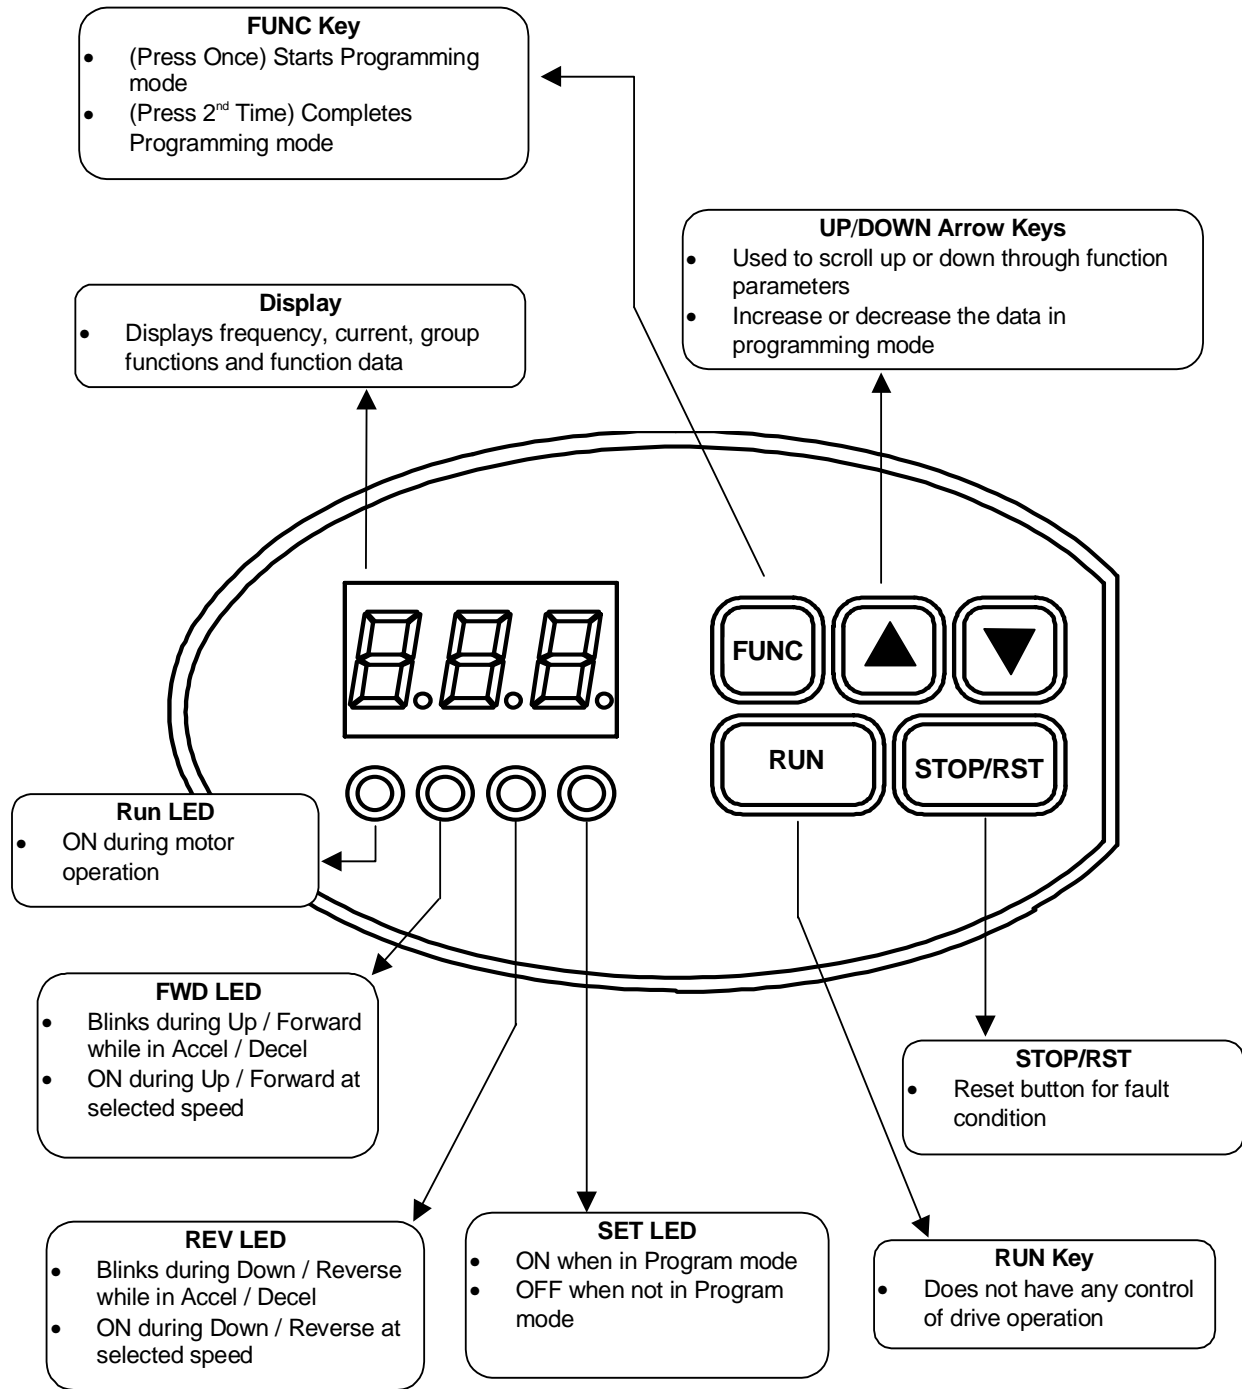 FUNC Key
• (Press Once) Starts Programming
mode
• (Press 2nd Time) Completes
Programming mode
UP/DOWN Arrow Keys
• Used to scroll up or down through function
parameters
• Increase or decrease the data in
programming mode
Display
• Displays frequency, current, group
functions and function data
8.8.8.
FUNC
RUN
STOP/RST
Run LED
• ON during motor
operation
FWD LED
• Blinks during Up / Forward
while in Accel / Decel
• ON during Up / Forward at
selected speed
STOP/RST
• Reset button for fault
condition
REV LED
• Blinks during Down / Reverse
while in Accel / Decel
• ON during Down / Reverse at
selected speed
SET LED
• ON when in Program mode
• OFF when not in Program
mode
RUN Key
• Does not have any control
of drive operation